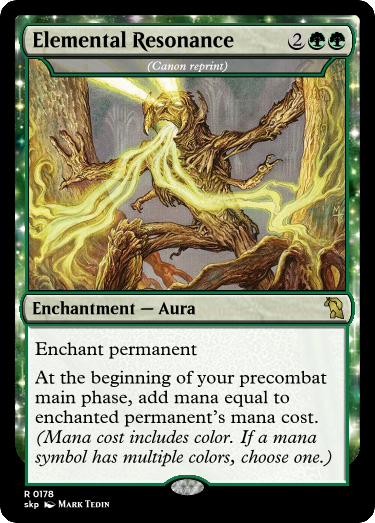 Elemental Resonance 2
(Canon reprint)
Enchantment — Aura
Enchant permanent
At the beginning of your precombat
main phase, add mana equal to
enchanted permanent's mana cost.
(Mana cost includes color. If a mana
symbol has multiple colors, choose one.)
R 0178
skp Mark Tedin